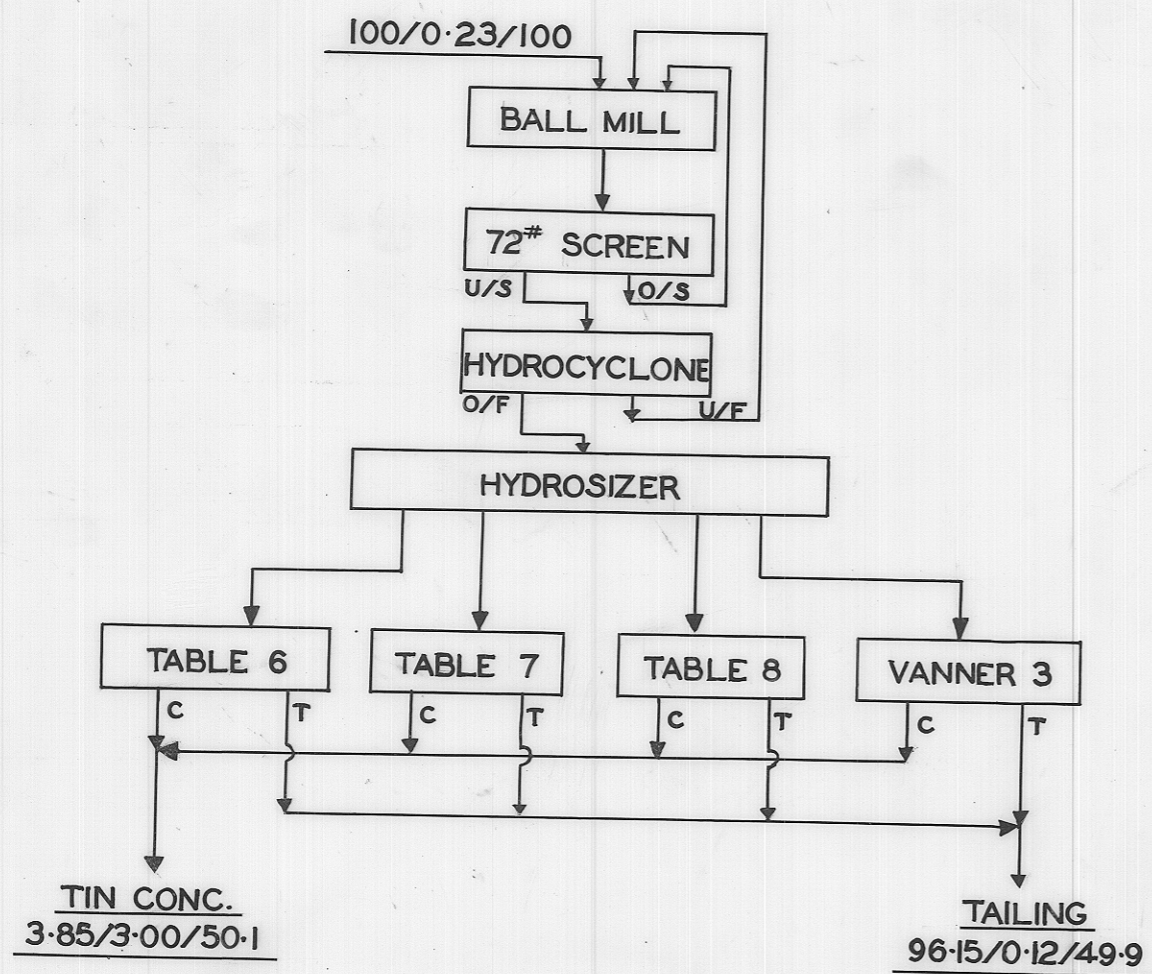 100/0·23/100
BALL MILL
72# SCREEN
U/S
O/S
HYDROCYCLONE
O/F
U/F
HYDROSIZER
TABLE 6
TABLE 7
TABLE 8
VANNER 3
C
T
C
T
C
T
C
T
TIN CONC.
3·85/3·00/50·1
TAILING
96·15/0·12/49·9